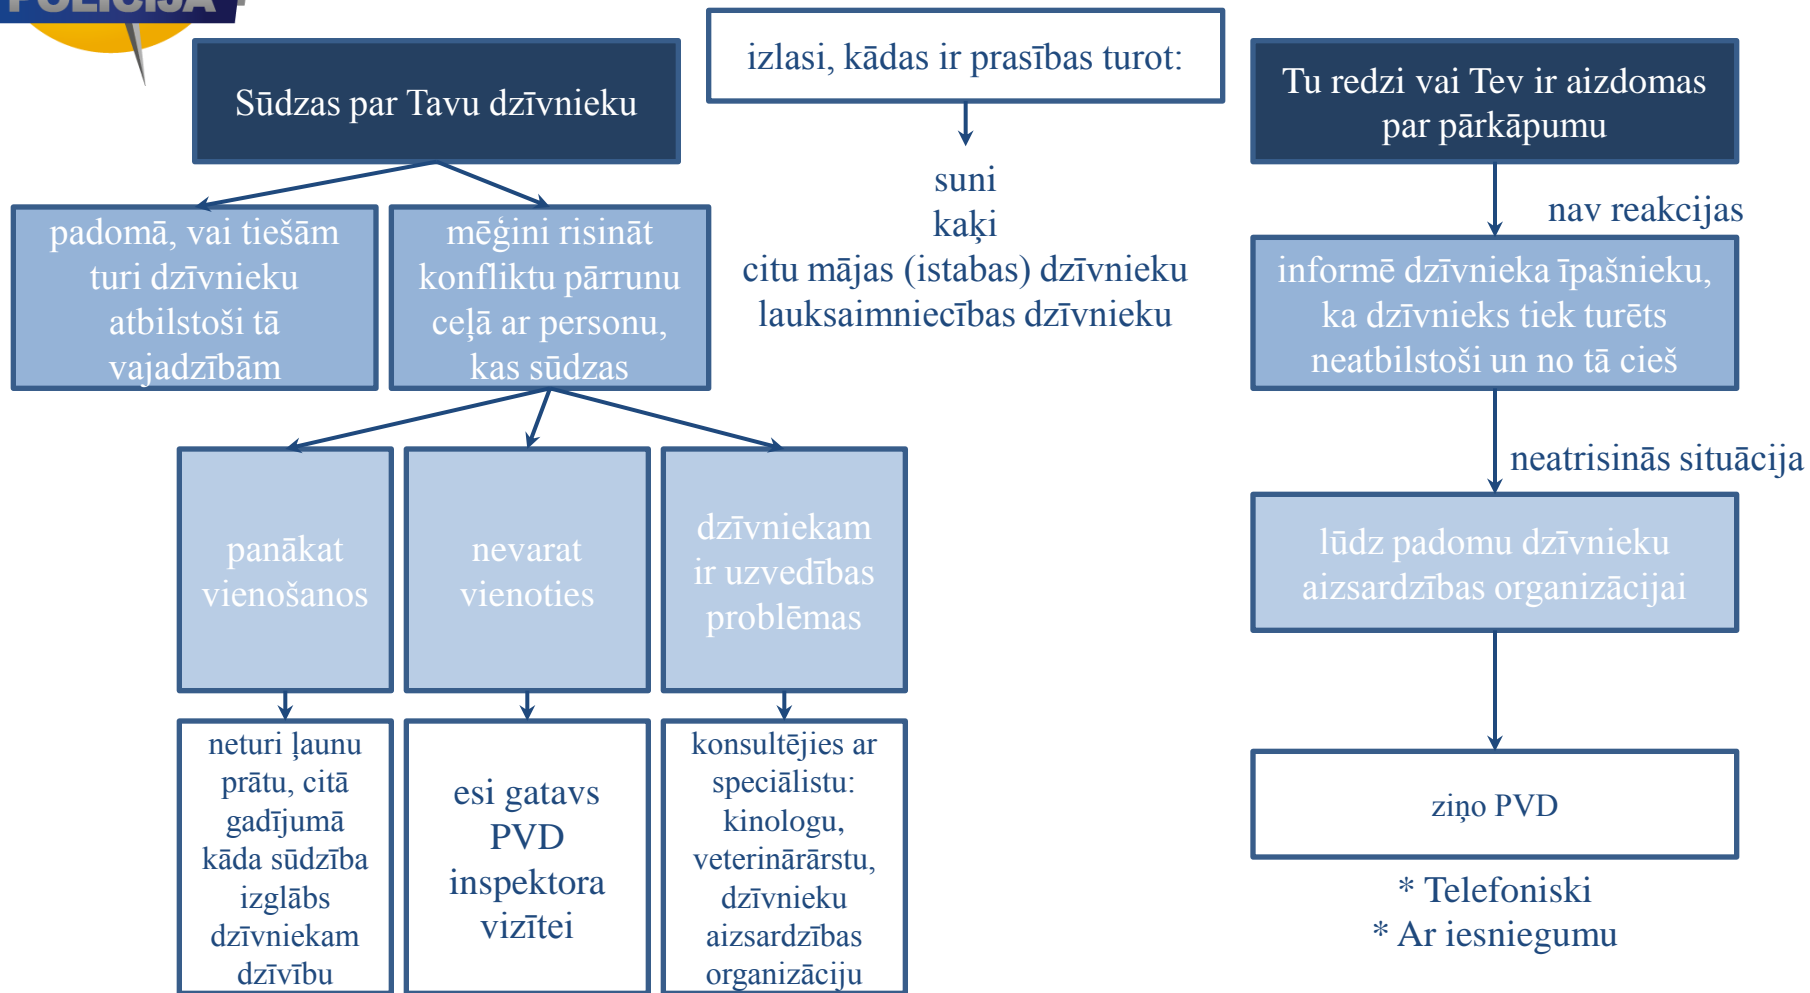 POLICIJA
Sūdzas par Tavu dzīvnieku
padomā, vai tiešām
turi dzīvnieku
atbilstoši tā
vajadzībām
mēģini risināt
konfliktu pārrunu
ceļā ar personu,
kas sūdzas
panākat
vienošanos
nevarat
vienoties
dzīvniekam
ir uzvedības
problēmas
neturi ļaunu
prātu, citā
gadījumā
kāda sūdzība
izglābs
dzīvniekam
dzīvību
esi gatavs
PVD
inspektora
vizītei
konsultējies ar
speciālistu:
kinologu,
veterinārārstu,
dzīvnieku
aizsardzības
organizāciju
izlasi, kādas ir prasības turot:
suni
kaķi
citu mājas (istabas) dzīvnieku
lauksaimniecības dzīvnieku
Tu redzi vai Tev ir aizdomas
par pārkāpumu
nav reakcijas
informē dzīvnieka īpašnieku,
ka dzīvnieks tiek turēts
neatbilstoši un no tā cieš
neatrisinās situācija
lūdz padomu dzīvnieku
aizsardzības organizācijai
ziņo PVD
* Telefoniski
* Ar iesniegumu